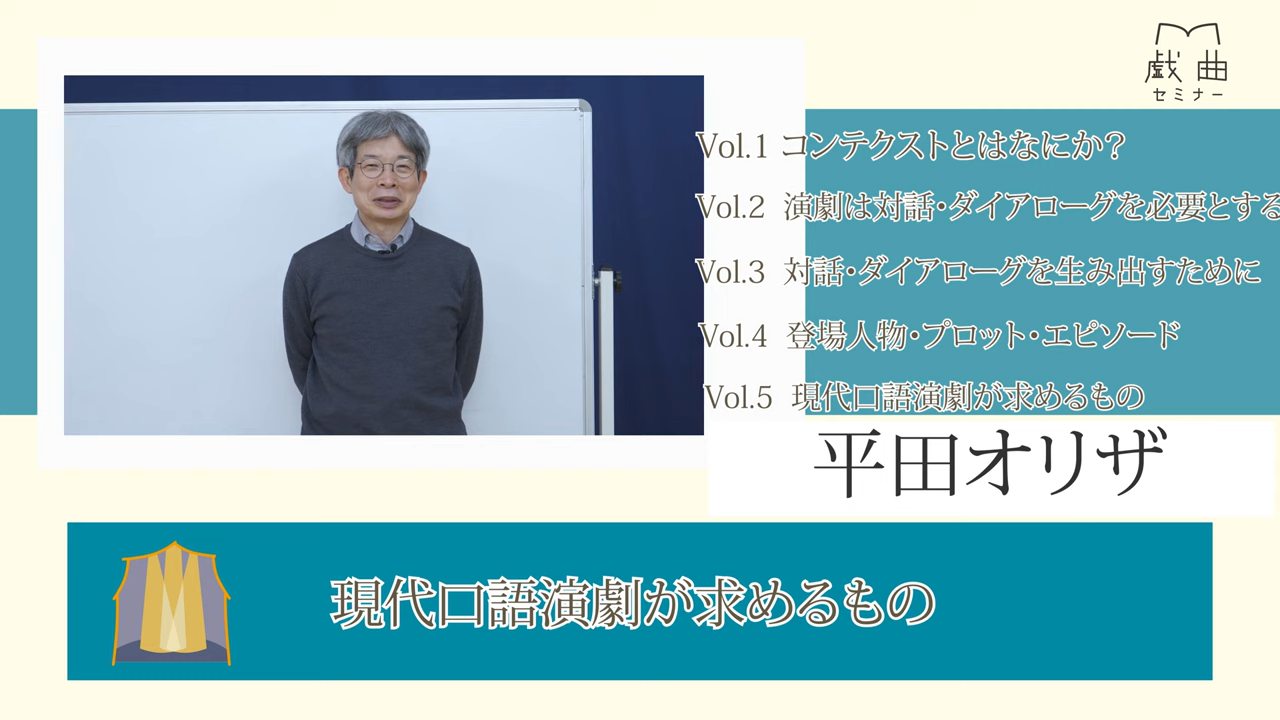 戯曲
セミナー
Vol.1 コンテクストとはなにか?
Vol.2 演劇は対話・ダイアローグを必要とする
Vol.3 対話・ダイアローグを生み出すために
Vol.4 登場人物・プロット・エピソード
Vol.5 現代口語演劇が求めるもの
平田オリザ
現代口語演劇が求めるもの